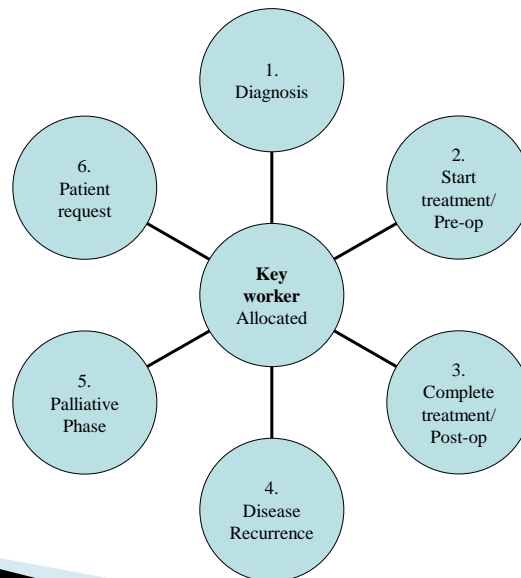 1.
Diagnosis
2.
Start
treatment/
Pre-op
3.
Complete
treatment/
Post-op
4.
Disease
Recurrence
5.
Palliative
Phase
6.
Patient
request
Key
worker
Allocated